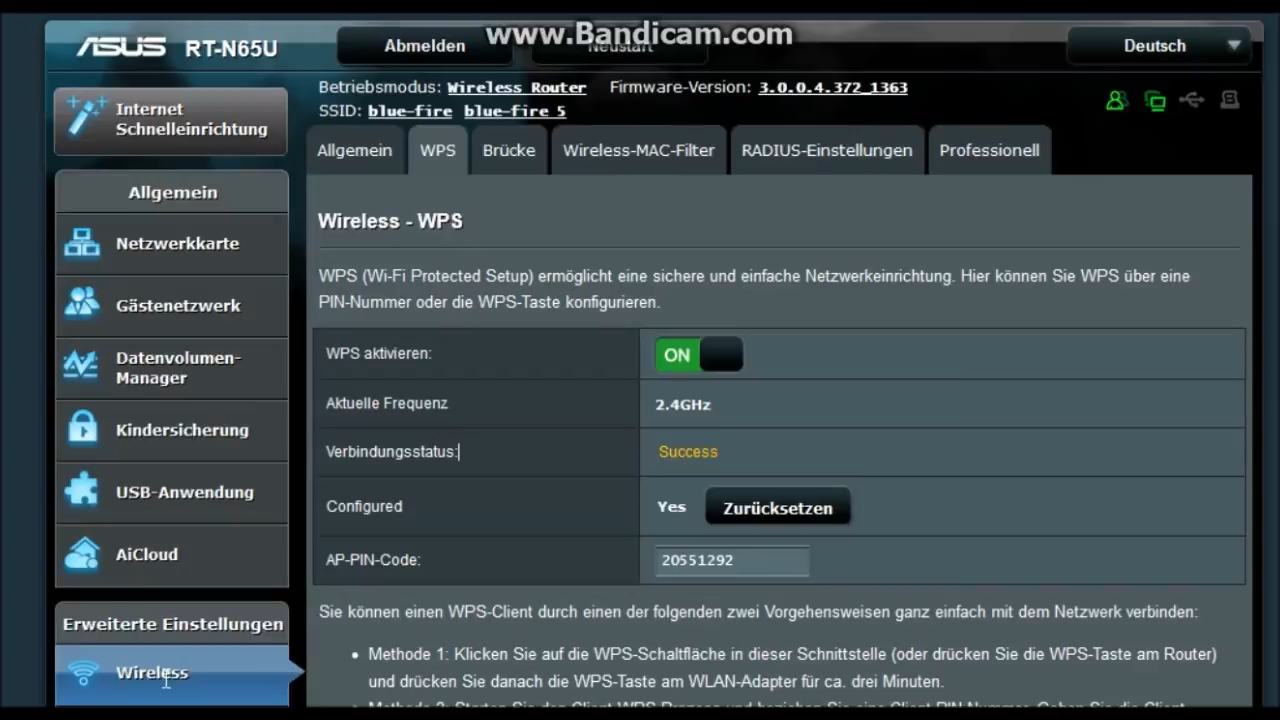 www.Bandicam.com
ASUS RT-N65U Abmelden Neustart Deutsch
Betriebsmodus: Wireless Router Firmware-Version: 3.0.0.4.372_1363
SSID: blue-fire blue-fire 5
Internet
Schnelleinrichtung
Allgemein
Netzwerkkarte
Gästenetzwerk
Datenvolumen-
Manager
Kindersicherung
USB-Anwendung
AiCloud
Erweiterte Einstellungen
Wireless
Allgemein WPS Brücke Wireless-MAC-Filter RADIUS-Einstellungen Professionell
Wireless - WPS
WPS (Wi-Fi Protected Setup) ermöglicht eine sichere und einfache Netzwerkeinrichtung. Hier können Sie WPS über eine
PIN-Nummer oder die WPS-Taste konfigurieren.
WPS aktivieren: ON
Aktuelle Frequenz 2.4GHz
Verbindungsstatus: Success
Configured Yes Zurücksetzen
AP-PIN-Code: 20551292
Sie können einen WPS-Client durch einen der folgenden zwei Vorgehensweisen ganz einfach mit dem Netzwerk verbinden:
• Methode 1: Klicken Sie auf die WPS-Schaltfläche in dieser Schnittstelle (oder drücken Sie die WPS-Taste am Router)
und drücken Sie danach die WPS-Taste am WLAN-Adapter für ca. drei Minuten.